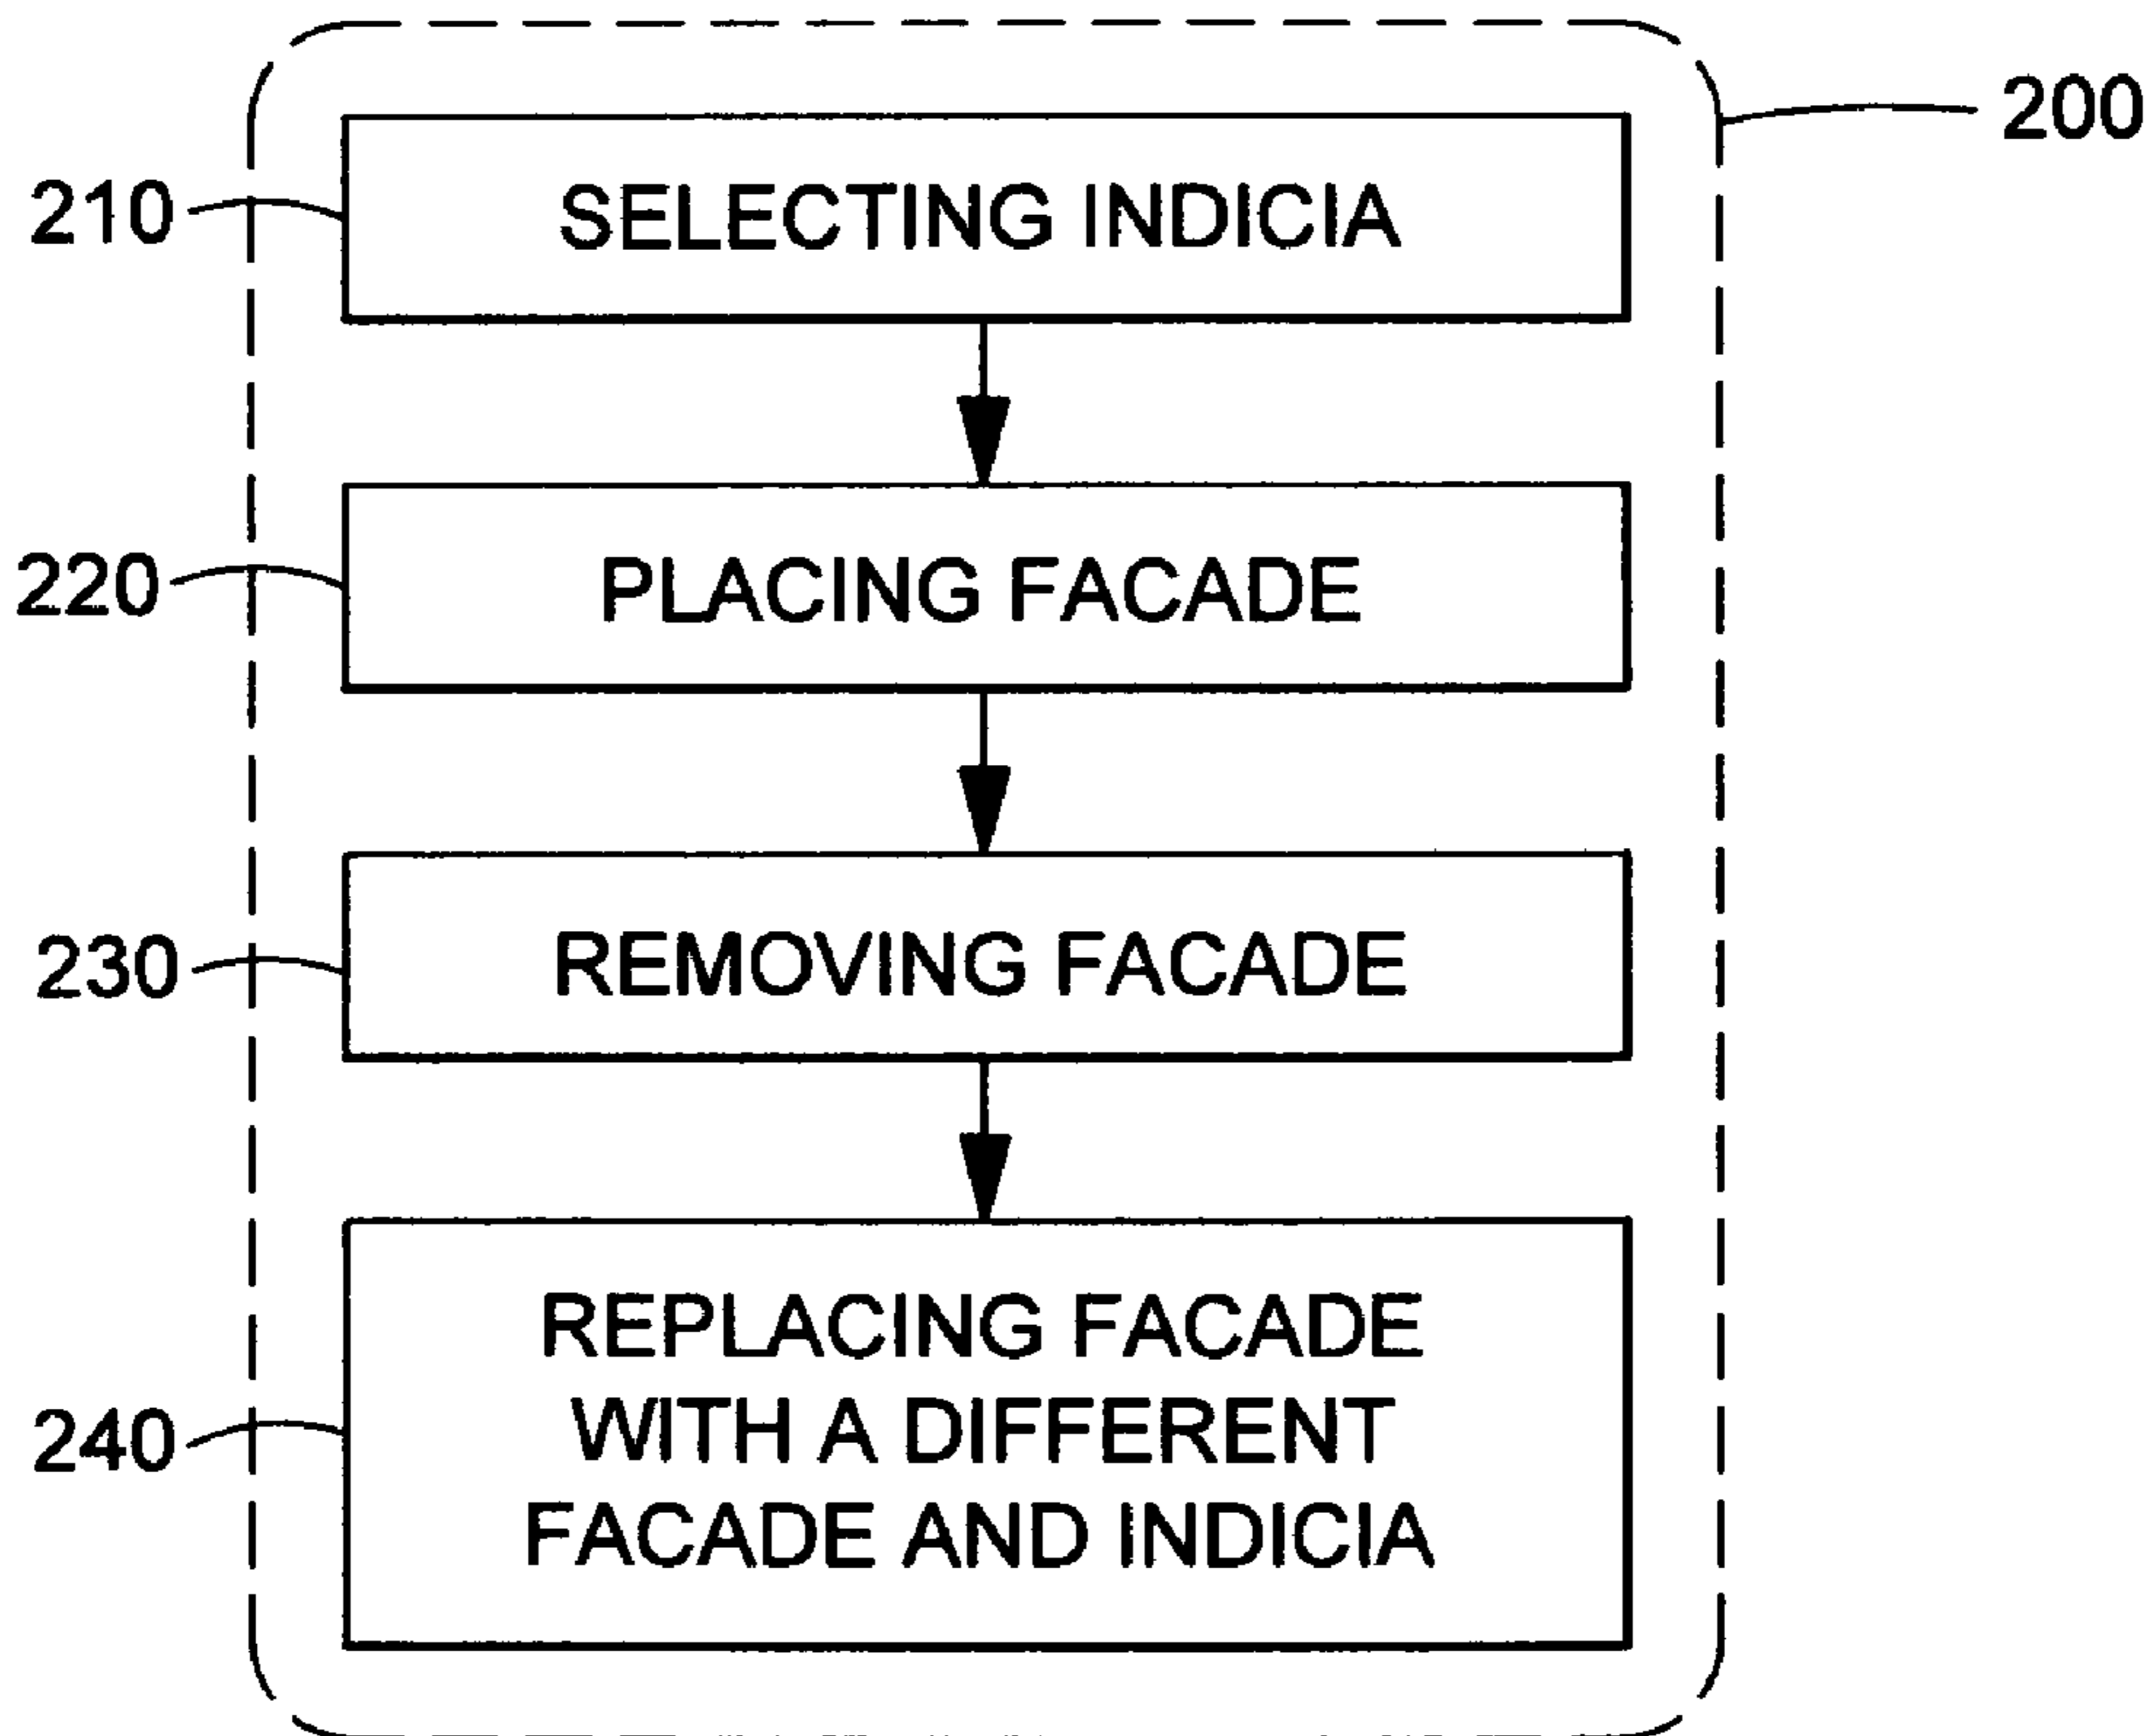 200
210
SELECTING INDICIA
220
PLACING FACADE
230
REMOVING FACADE
240
REPLACING FACADE
WITH A DIFFERENT
FACADE AND INDICIA